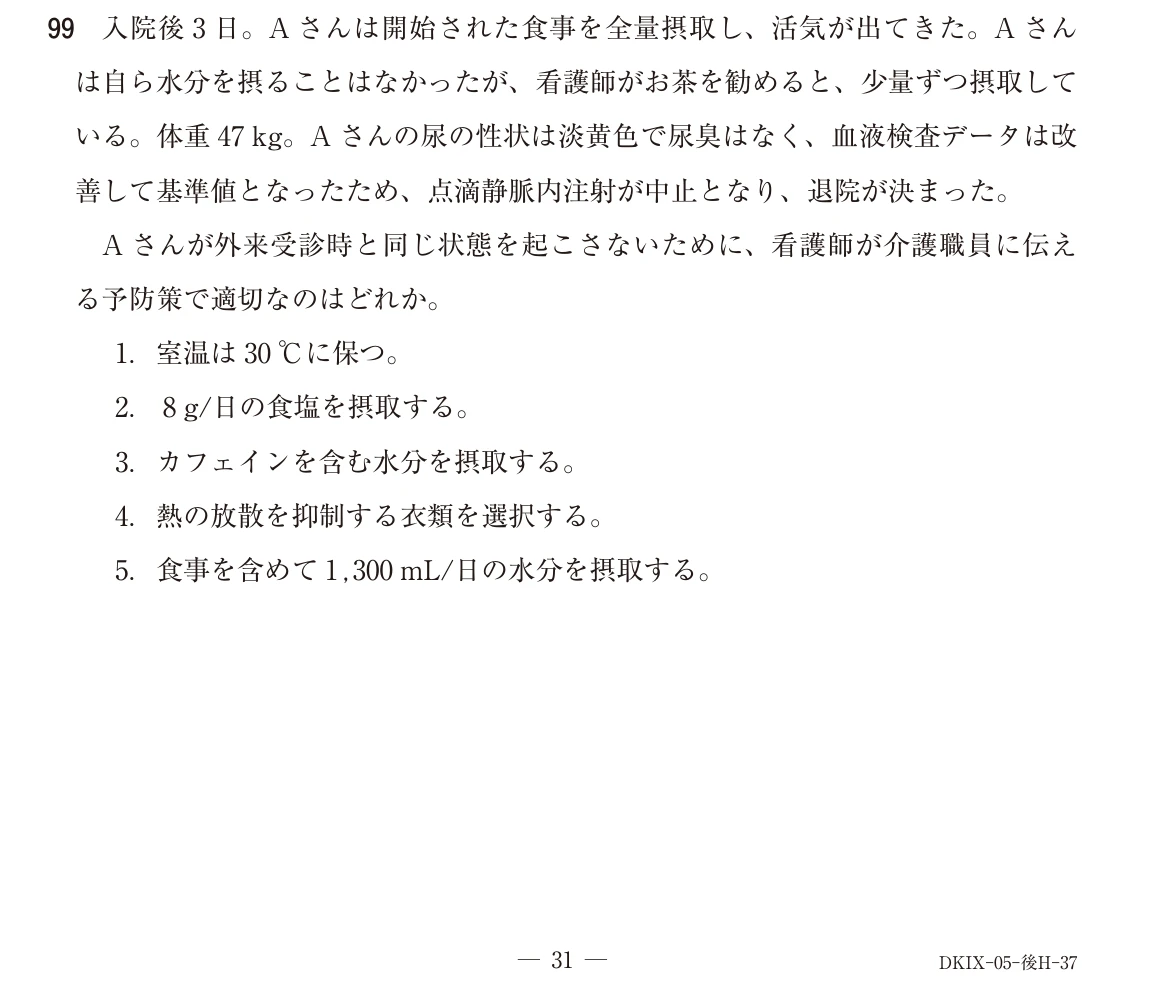 99 入院後 3 日。A さんは開始された食事を全量摂取し、活気が出てきた。A さん
は自ら水分を摂ることはなかったが、看護師がお茶を勧めると、少量ずつ摂取して
いる。体重 47 kg。A さんの尿の性状は淡黄色で尿臭はなく、血液検査データは改
善して基準値となったため、点滴静脈内注射が中止となり、退院が決まった。
A さんが外来受診時と同じ状態を起こさないために、看護師が介護職員に伝え
る予防策で適切なのはどれか。
1. 室温は 30 ℃に保つ。
2. 8 g/日の食塩を摂取する。
3. カフェインを含む水分を摂取する。
4. 熱の放散を抑制する衣類を選択する。
5. 食事を含めて 1,300 mL/日の水分を摂取する。
— 31 —
DKIX-05-後H-37